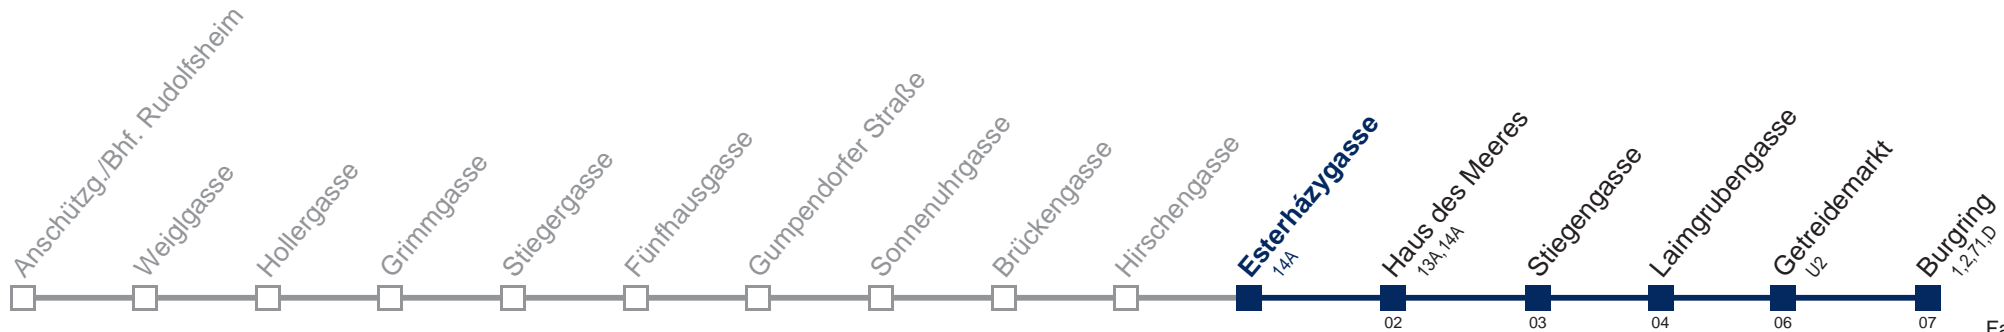 Anschützg./Bhf. Rudolfsheim
Weiglgasse
Hollergasse
Grimmgasse
Stiegergasse
Fünfhausgasse
Gumpendorfer Straße
Sonnenuhrgasse
Brückengasse
Hirschengasse
Esterházygasse
14A
Haus des Meeres
13A,14A
Stiegengasse
Laimgrubengasse
Getreidemarkt
U2
Burgring
1,2,71,D
02
03
04
06
07